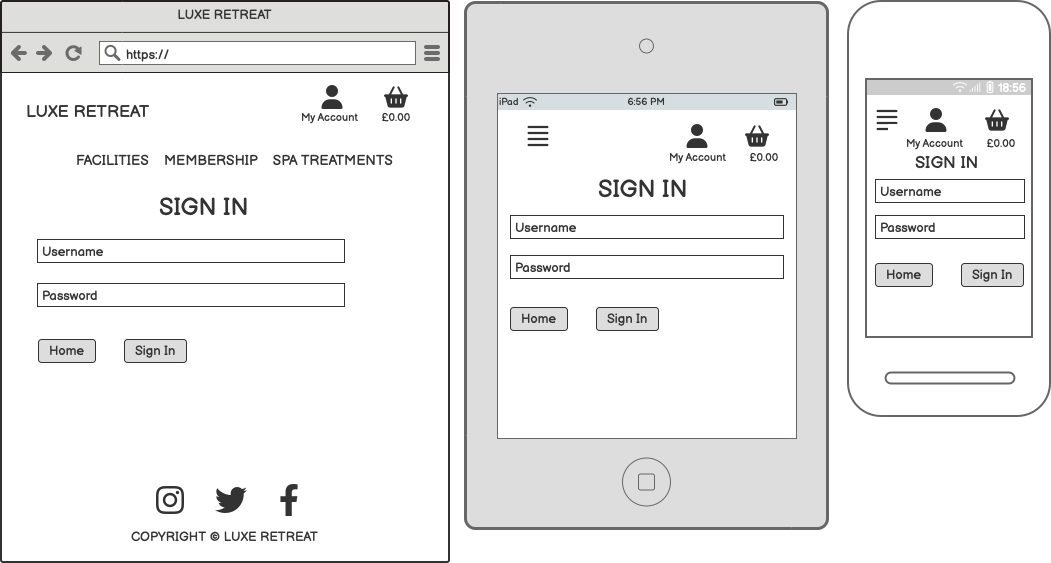 LUXE RETREAT
https://
LUXE RETREAT
My Account
£0.00
FACILITIES MEMBERSHIP SPA TREATMENTS
SIGN IN
Username
Password
Home
Sign In
COPYRIGHT © LUXE RETREAT
iPad
6:56 PM
My Account
£0.00
SIGN IN
Username
Password
Home
Sign In
18:56
My Account
£0.00
SIGN IN
Username
Password
Home
Sign In